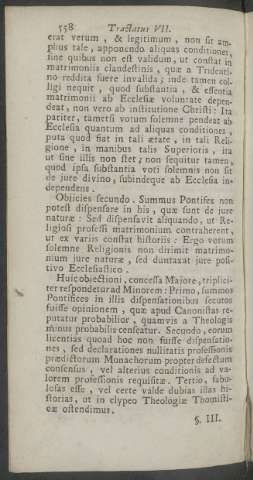 558 Tractatus VII.
erat verum, & legitimum, non sit am-
plius tale, apponendo aliquas conditiones,
sine quibus non est validum, ut constat in
matrimoniis clandestinis, quæ a Tridenti-
no reddita fuere invalida; inde tamen col-
ligi nequit, quod substantia, & essentia
matrimonii ab Ecclesiæ voluntate depen-
deat, non vero ab institutione Christi: Ita
pariter, tametsi votum solemne pendeat ab
Ecclesia quantum ad aliquas conditiones,
puta quod fiat in tali ætate, in tali Reli-
gione, in manibus talis Superioris, ita
ut sine illis non stet; non sequitur tamen,
quod ipsa substantia voti solemnis non sit
de jure divino, subindeque ab Ecclesia in-
dependens.
Objicies secundo. Summus Pontifex non
potest dispensare in his, quæ sunt de jure
naturæ: Sed dispensavit aliquando, ut Re-
ligiosi professi matrimonium contraherent,
ut ex variis constat historiis: Ergo votum
solemne Religionis non dirimit matrimo-
nium jure naturæ, sed duntaxat jure posi-
tivo Ecclesiastico.
Huic objectioni, concessa Majore, triplici-
ter respondetur ad Minorem: Primo, summos
Pontifices in illis dispensationibus secutos
fuisse opinionem, quæ apud Canonistas re-
putatur probabilior, quamvis a Theologis
minus probabilis censeatur. Secundo, eorum
licentias quoad hoc non fuisse dispensatio-
nes, sed declarationes nullitatis professionis
prædictorum Monachorum propter defectum
consensus, vel alterius conditionis ad va-
lorem professionis requisitæ. Tertio, fabu-
losas esse, vel certe valde dubias illas hi-
storias, ut in clypeo Theologiæ Thomisti-
cæ ostendimus.
§. III.